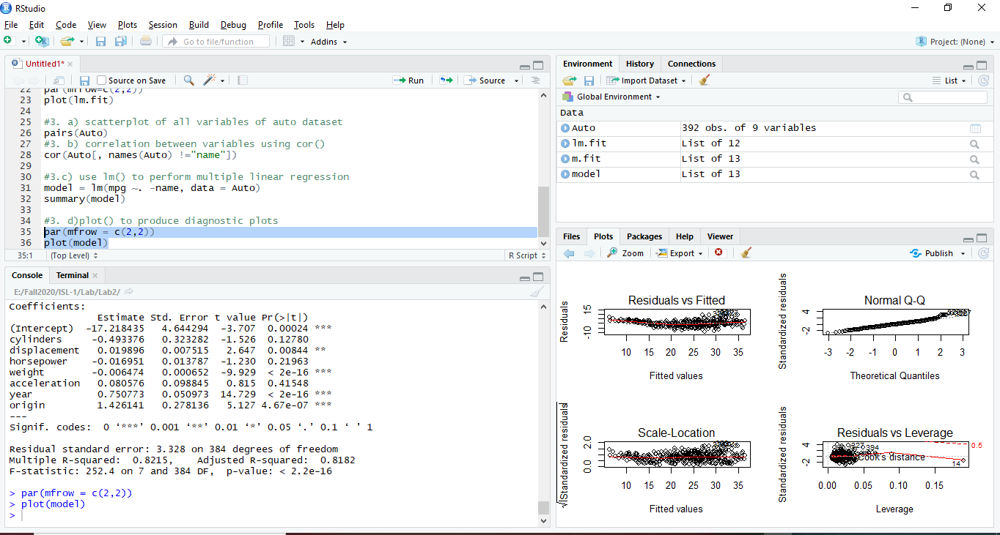 RStudio
File Edit Code View Plots Session Build Debug Profile Tools Help
Go to file/function Addins Project: (None)
Untitled1*
Source on Save Run Source
22 par(mfrow=c(2,2))
23 plot(lm.fit)
24
25 #3. a) scatterplot of all variables of auto dataset
26 pairs(Auto)
27 #3. b) correlation between variables using cor()
28 cor(Auto[, names(Auto) !="name"])
29
30 #3.c) use lm() to perform multiple linear regression
31 model = lm(mpg ~. -name, data = Auto)
32 summary(model)
33
34 #3. d)plot() to produce diagnostic plots
35 par(mfrow = c(2,2))
36 plot(model)
35:1 (Top Level) R Script
Console Terminal
E:/Fall2020/ISL-1/Lab/Lab2/
Coefficients:
Estimate Std. Error t value Pr(>|t|)
(Intercept) -17.218435 4.644294 -3.707 0.00024 ***
cylinders -0.493376 0.323282 -1.526 0.12780
displacement 0.019896 0.007515 2.647 0.00844 **
horsepower -0.016951 0.013787 -1.230 0.21963
weight -0.006474 0.000652 -9.929 < 2e-16 ***
acceleration 0.080576 0.098845 0.815 0.41548
year 0.750773 0.050973 14.729 < 2e-16 ***
origin 1.426141 0.278136 5.127 4.67e-07 ***
---
Signif. codes: 0 ‘***’ 0.001 ‘**’ 0.01 ‘*’ 0.05 ‘.’ 0.1 ‘ ’ 1
Residual standard error: 3.328 on 384 degrees of freedom
Multiple R-squared: 0.8215, Adjusted R-squared: 0.8182
F-statistic: 252.4 on 7 and 384 DF, p-value: < 2.2e-16
> par(mfrow = c(2,2))
> plot(model)
>
Environment History Connections
Import Dataset List
Global Environment
Data
Auto 392 obs. of 9 variables
lm.fit List of 12
m.fit List of 13
model List of 13
Files Plots Packages Help Viewer
Zoom Export Publish
Residuals vs Fitted
Residuals
-10 15
10 15 20 25 30 35
Fitted values
Normal Q-Q
Standardized residuals
-2 4
-3 -2 -1 0 1 2 3
Theoretical Quantiles
Scale-Location
√|Standardized residuals|
0.0 2.0
10 15 20 25 30 35
Fitted values
Residuals vs Leverage
Standardized residuals
-2 4
327 394
Cook's distance
14
0.5
0.00 0.05 0.10 0.15
Leverage